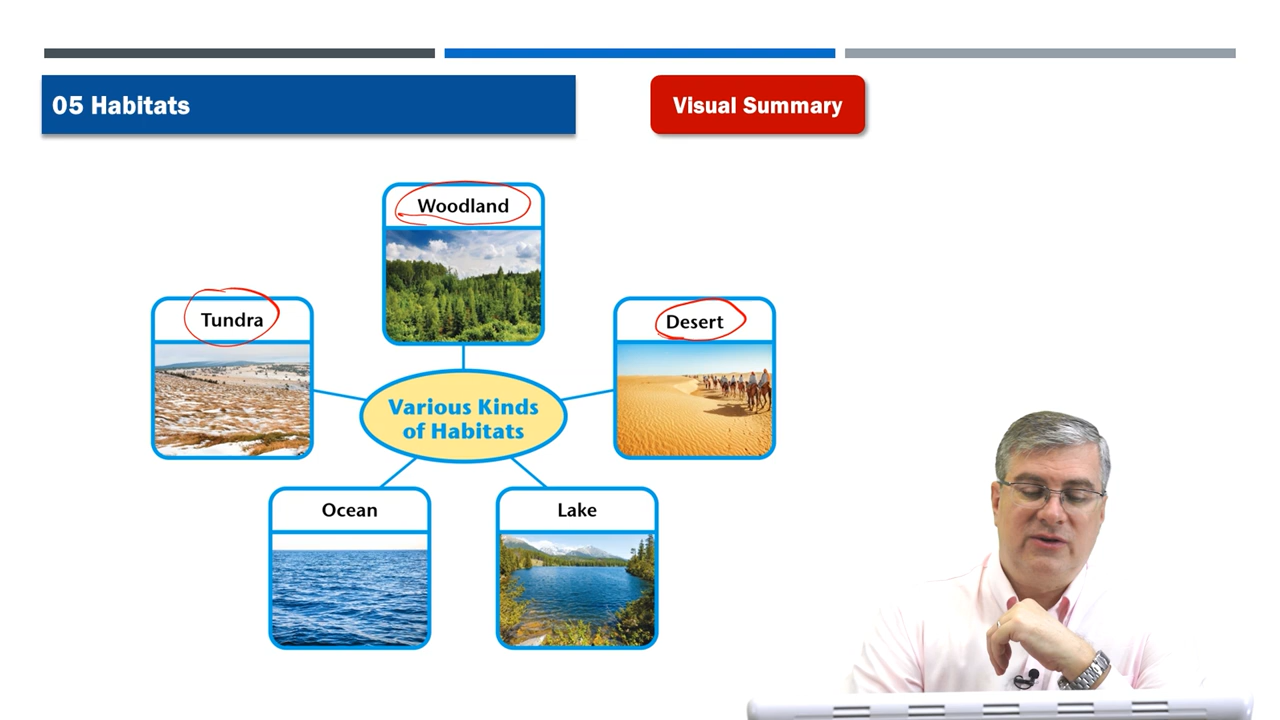 05 Habitats
Visual Summary
Woodland
Tundra
Desert
Various Kinds
of Habitats
Ocean
Lake